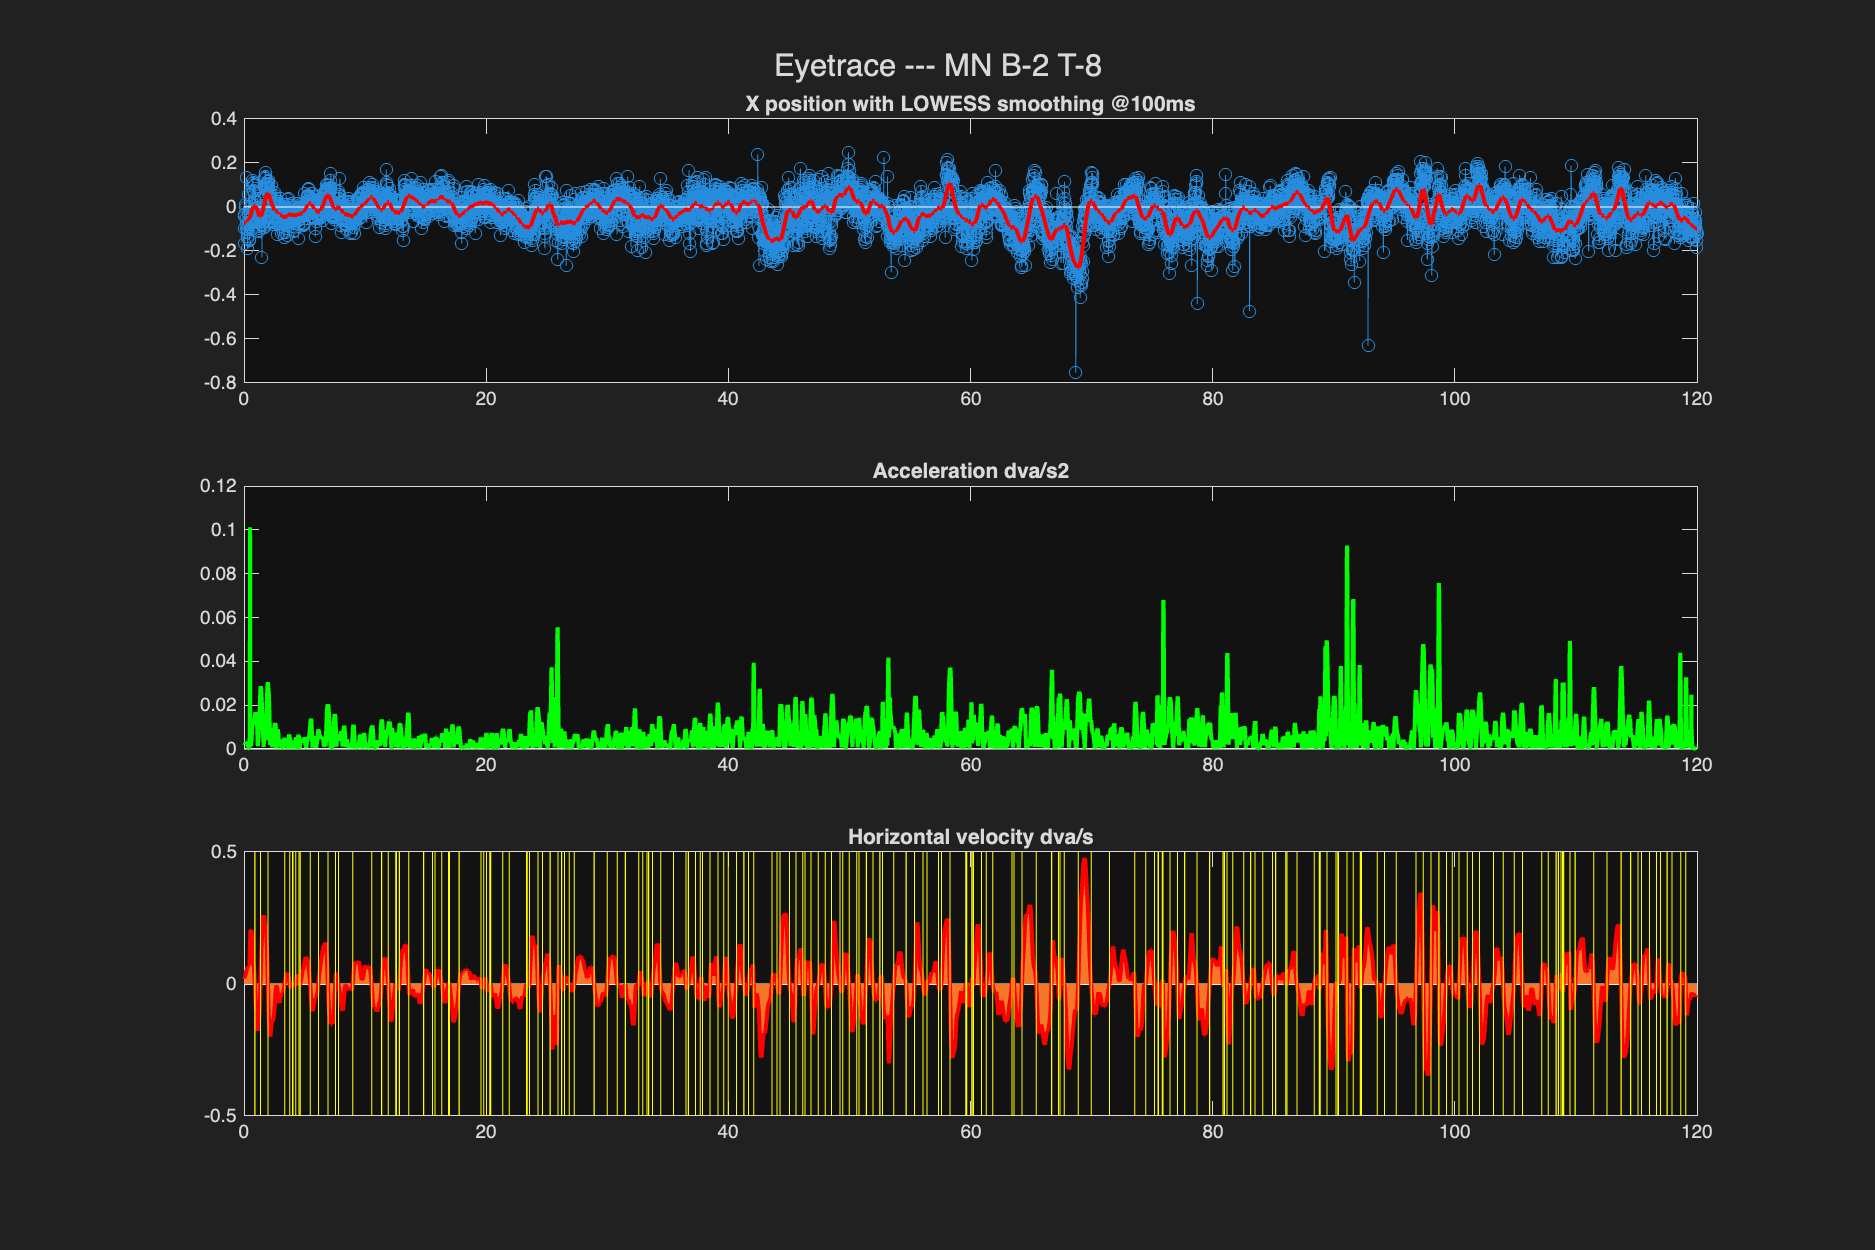 Eyetrace --- MN B-2 T-8
X position with LOWESS smoothing @100ms
0.4
0.2
0
-0.2
-0.4
-0.6
-0.8
0 20 40 60 80 100 120
Acceleration dva/s2
0.12
0.1
0.08
0.06
0.04
0.02
0
0 20 40 60 80 100 120
Horizontal velocity dva/s
0.5
0
-0.5
0 20 40 60 80 100 120